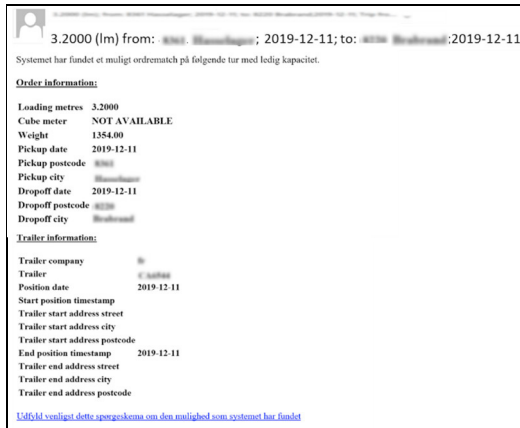 3.2000 (lm) from: ; 2019-12-11; to: ;2019-12-11
Systemet har fundet et muligt ordrematch på følgende tur med ledig kapacitet.
Order information:
Loading metres 3.2000
Cube meter NOT AVAILABLE
Weight 1354.00
Pickup date 2019-12-11
Pickup postcode
Pickup city
Dropoff date 2019-12-11
Dropoff postcode
Dropoff city
Trailer information:
Trailer company
Trailer
Position date 2019-12-11
Start position timestamp
Trailer start address street
Trailer start address city
Trailer start address postcode
End position timestamp 2019-12-11
Trailer end address street
Trailer end address city
Trailer end address postcode
Udfyld venligst dette spørgeskema om den mulighed som systemet har fundet